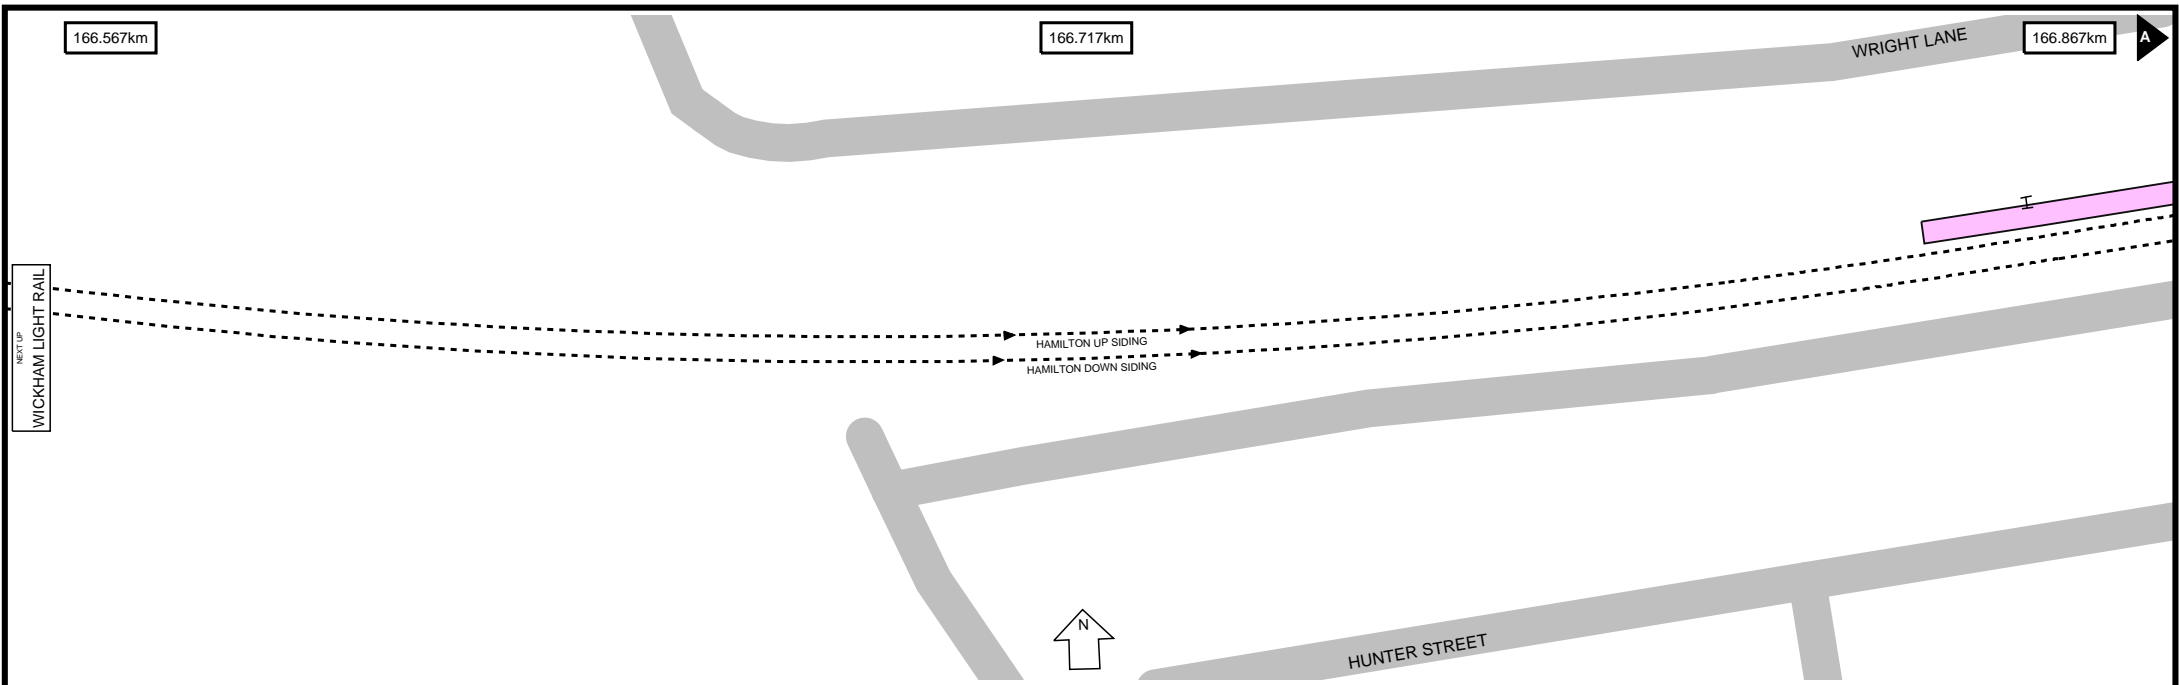 166.567km
166.717km
WRIGHT LANE
166.867km
A
NEXT UP
WICKHAM LIGHT RAIL
HAMILTON UP SIDING
HAMILTON DOWN SIDING
N
HUNTER STREET